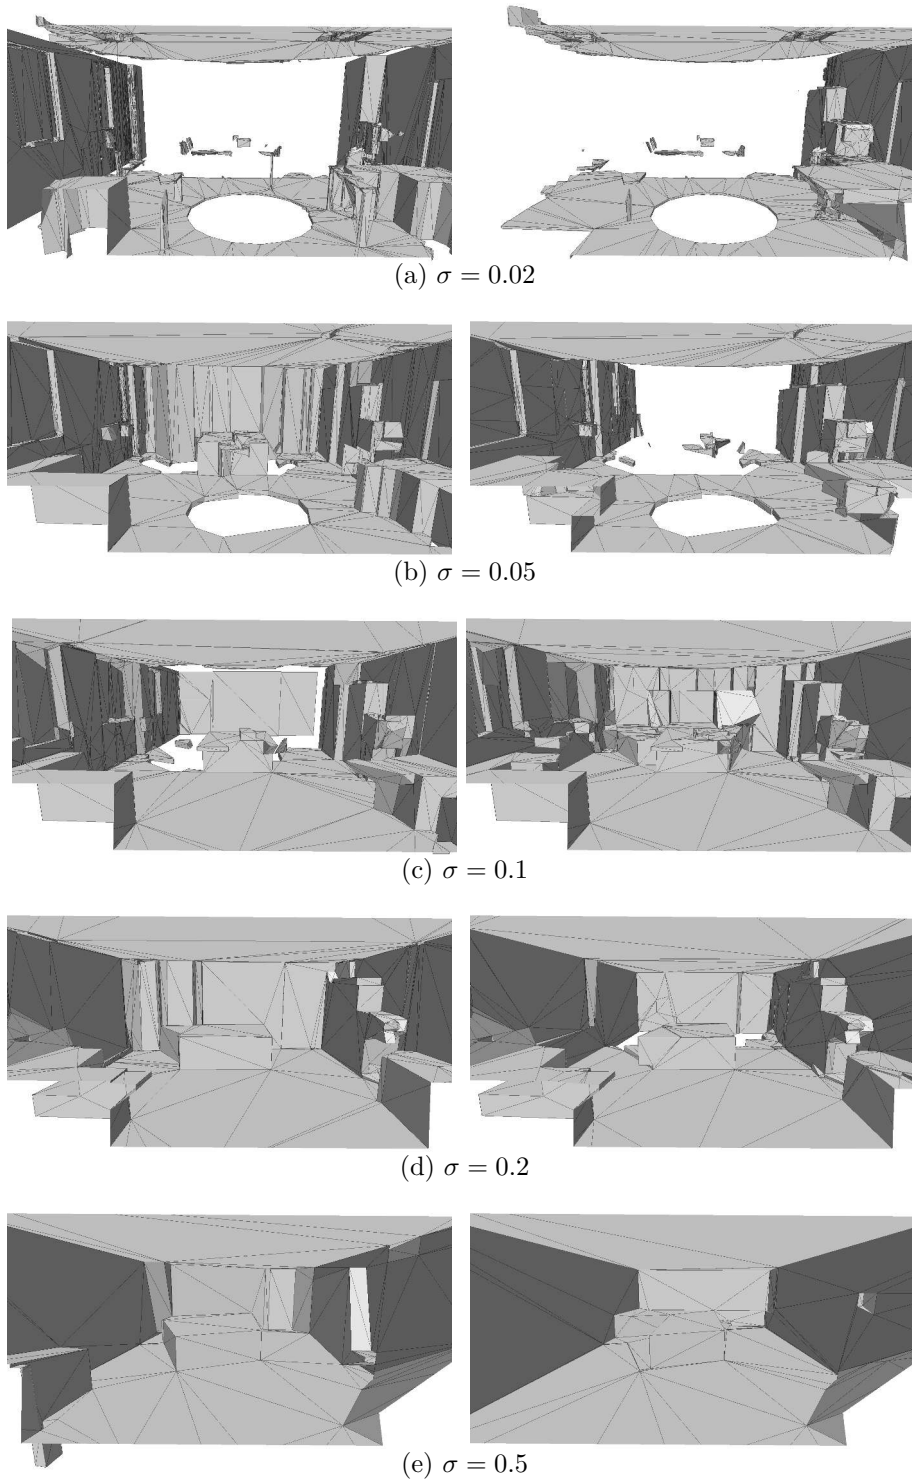 (a) σ = 0.02
(b) σ = 0.05
(c) σ = 0.1
(d) σ = 0.2
(e) σ = 0.5